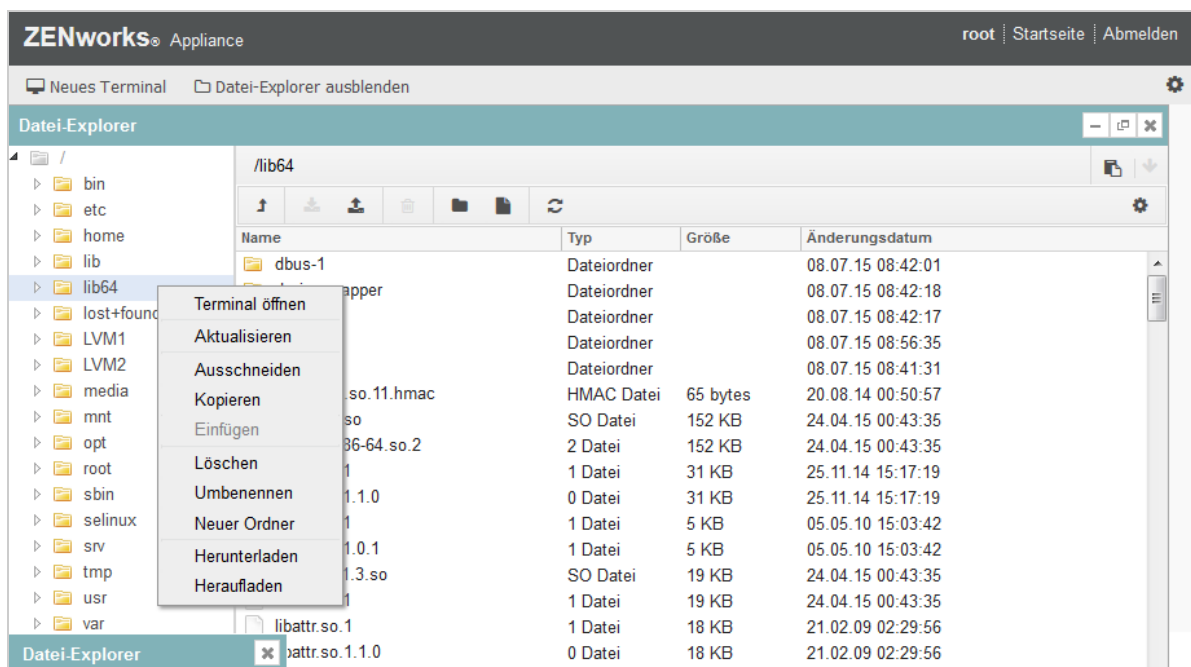 ZENworks® Appliance
root Startseite Abmelden
Neues Terminal Datei-Explorer ausblenden
Datei-Explorer
/
bin
etc
home
lib
lib64
lost+found
LVM1
LVM2
media
mnt
opt
root
sbin
selinux
srv
tmp
usr
var
Terminal öffnen
Aktualisieren
Ausschneiden
Kopieren
Einfügen
Löschen
Umbenennen
Neuer Ordner
Herunterladen
Heraufladen
/lib64
Name Typ Größe Änderungsdatum
dbus-1 Dateiordner 08.07.15 08:42:01
apper Dateiordner 08.07.15 08:42:18
Dateiordner 08.07.15 08:42:17
Dateiordner 08.07.15 08:56:35
Dateiordner 08.07.15 08:41:31
.so.11.hmac HMAC Datei 65 bytes 20.08.14 00:50:57
so SO Datei 152 KB 24.04.15 00:43:35
86-64.so.2 2 Datei 152 KB 24.04.15 00:43:35
1 1 Datei 31 KB 25.11.14 15:17:19
1.1.0 0 Datei 31 KB 25.11.14 15:17:19
1 1 Datei 5 KB 05.05.10 15:03:42
1.0.1 1 Datei 5 KB 05.05.10 15:03:42
1.3.so SO Datei 19 KB 24.04.15 00:43:35
1 1 Datei 19 KB 24.04.15 00:43:35
libattr.so.1 1 Datei 18 KB 21.02.09 02:29:56
battr.so.1.1.0 0 Datei 18 KB 21.02.09 02:29:56
Datei-Explorer